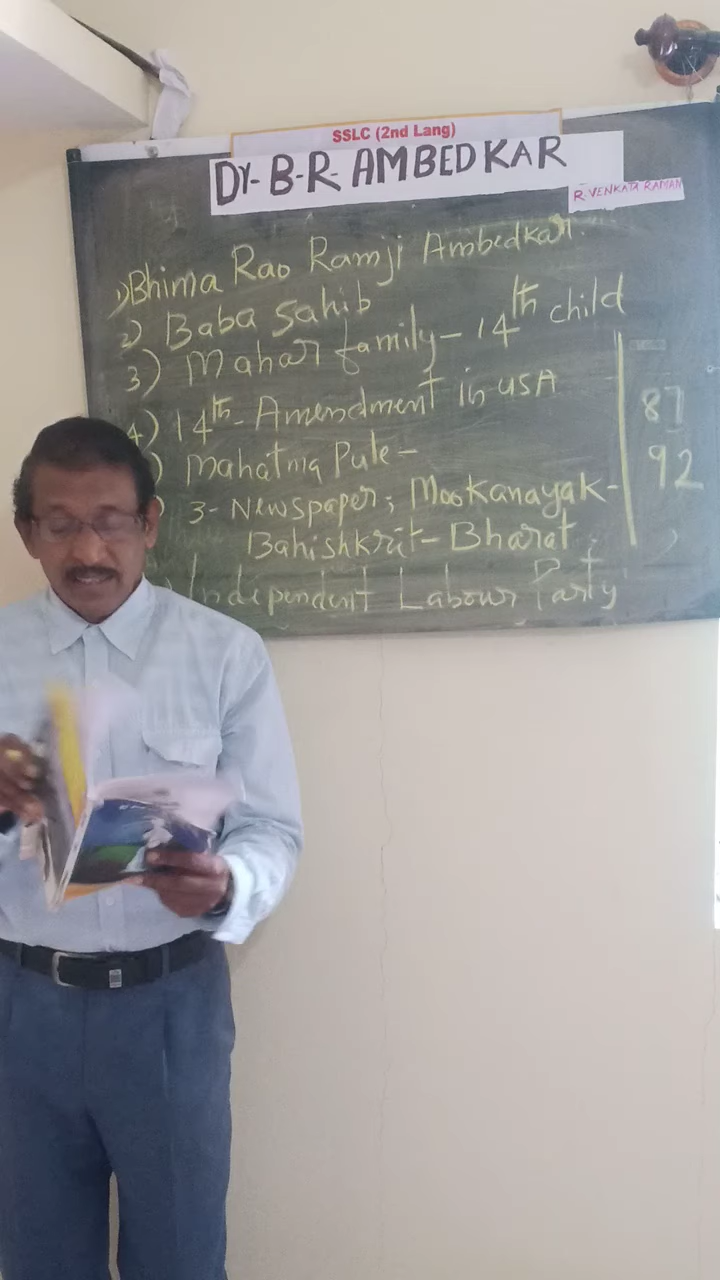 SSLC (2nd Lang)
Dr- B-R- AMBEDKAR
R. VENKATA RAMAN
1) Bhima Rao Ramji Ambedkar.
2) Baba Sahib
3) Mahar family - 14th child
4) 14th - Amendment in USA
) Mahatma Pule -
) 3 - Newspaper; Mookanayak -
Bahishkrit - Bharat.
) Independent Labour Party
87
92